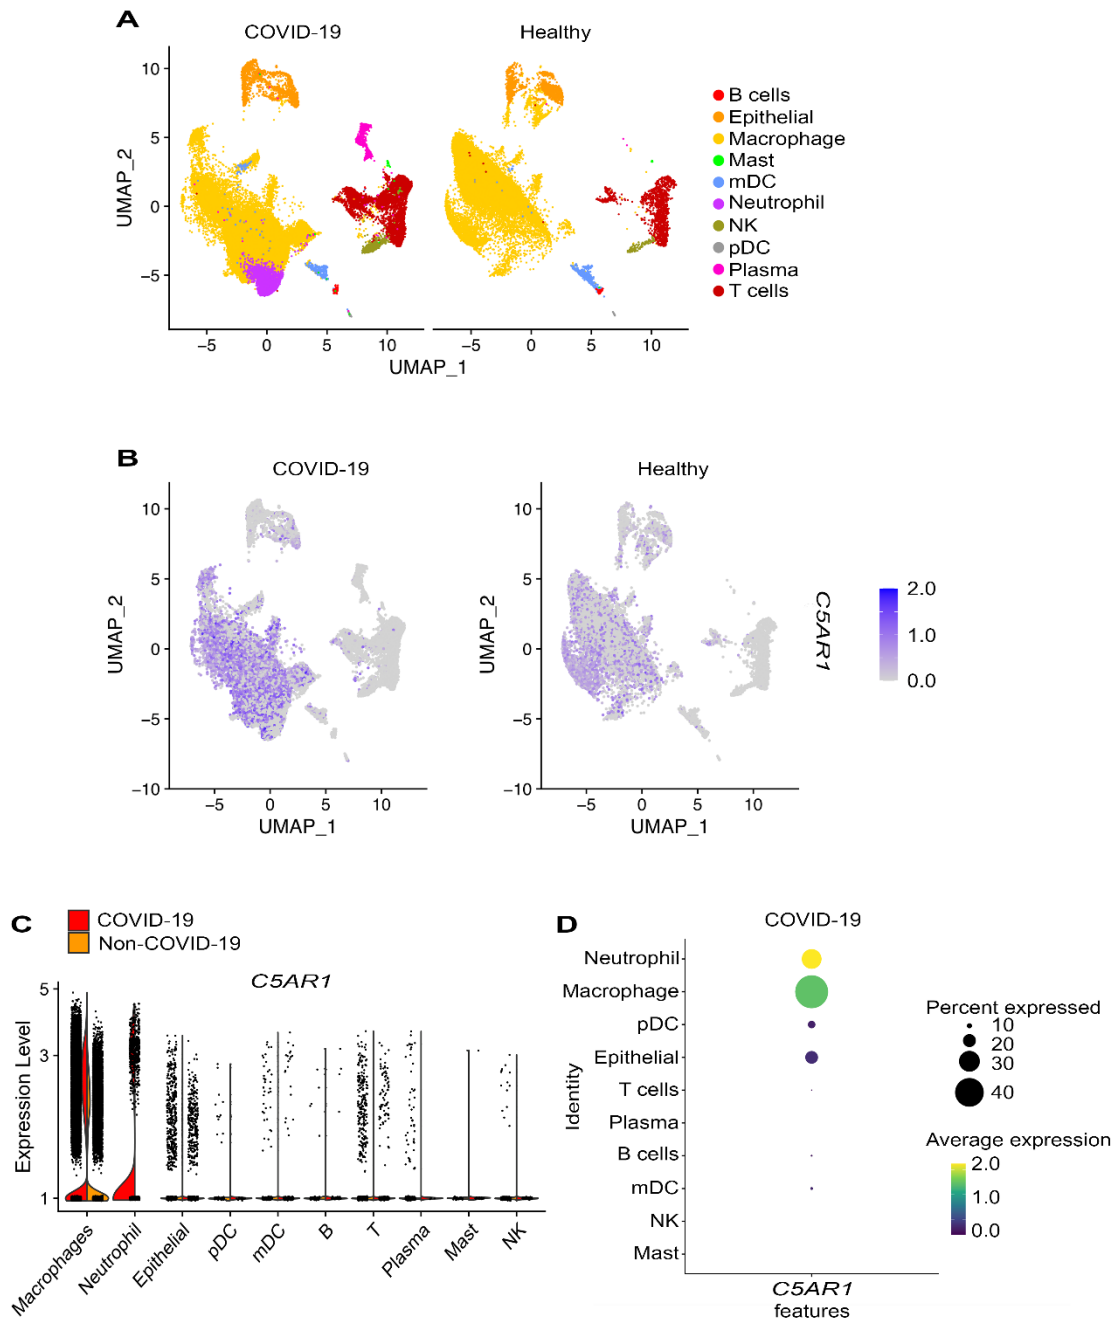 A
COVID-19
Healthy
UMAP_2
10
5
0
−5
−5
0
5
10
−5
0
5
10
UMAP_1
B cells
Epithelial
Macrophage
Mast
mDC
Neutrophil
NK
pDC
Plasma
T cells
B
COVID-19
Healthy
UMAP_2
10
5
0
−5
−10
−5
0
5
10
UMAP_1
UMAP_2
10
5
0
−5
−10
−5
0
5
10
UMAP_1
C5AR1
2.0
1.0
0.0
C
COVID-19
Non-COVID-19
C5AR1
Expression Level
5
3
1
Macrophages
Neutrophil
Epithelial
pDC
mDC
B
T
Plasma
Mast
NK
D
COVID-19
Identity
Neutrophil
Macrophage
pDC
Epithelial
T cells
Plasma
B cells
mDC
NK
Mast
C5AR1
features
Percent expressed
10
20
30
40
Average expression
2.0
1.0
0.0